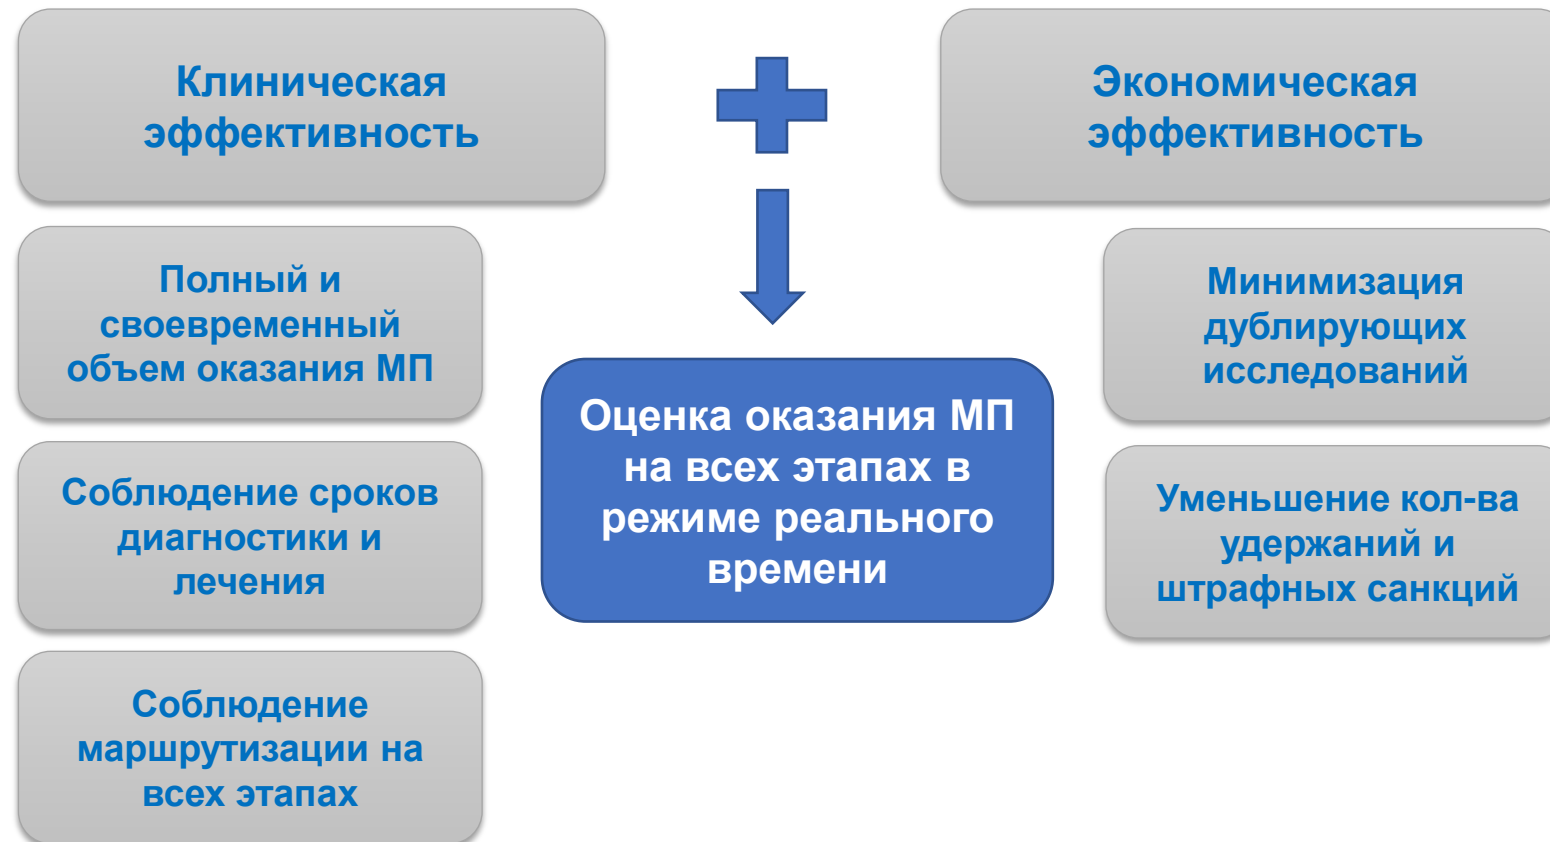 Клиническая
эффективность
Экономическая
эффективность
Полный и
своевременный
объем оказания МП
Соблюдение сроков
диагностики и
лечения
Соблюдение
маршрутизации на
всех этапах
Оценка оказания МП
на всех этапах в
режиме реального
времени
Минимизация
дублирующих
исследований
Уменьшение кол-ва
удержаний и
штрафных санкций